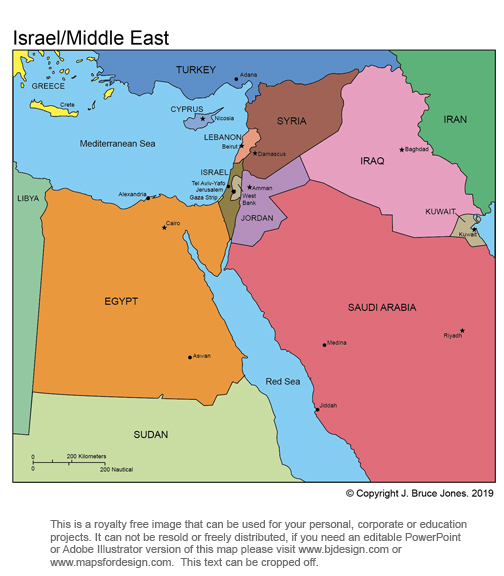 Israel/Middle East
TURKEY
Adana
GREECE
Crete
CYPRUS
Nicosia
SYRIA
IRAN
LEBANON
Beirut
Mediterranean Sea
Damascus
Baghdad
IRAQ
ISRAEL
Tel Aviv-Yafo
Jerusalem
Gaza Strip
Amman
West
Bank
Alexandria
LIBYA
JORDAN
KUWAIT
Kuwait
Cairo
EGYPT
SAUDI ARABIA
Riyadh
Medina
Aswan
Red Sea
Jiddah
SUDAN
0
200 Kilometers
0
200 Nautical
© Copyright J. Bruce Jones. 2019
This is a royalty free image that can be used for your personal, corporate or education
projects. It can not be resold or freely distributed, if you need an editable PowerPoint
or Adobe Illustrator version of this map please visit www.bjdesign.com or
www.mapsfordesign.com. This text can be cropped off.